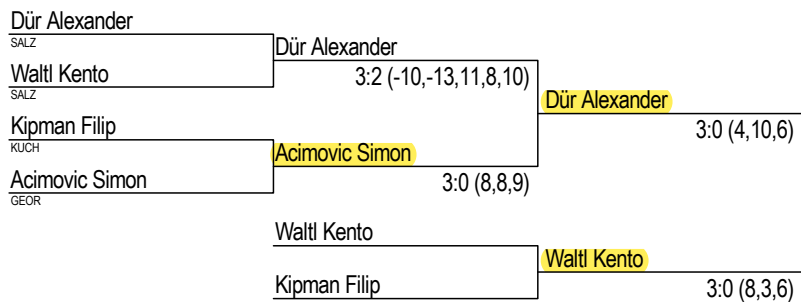 Dür Alexander
SALZ
Dür Alexander
Waltl Kento
SALZ
3:2 (-10,-13,11,8,10)
Dür Alexander
Kipman Filip
KUCH
3:0 (4,10,6)
Acimovic Simon
Acimovic Simon
GEOR
3:0 (8,8,9)
Waltl Kento
Waltl Kento
Kipman Filip
3:0 (8,3,6)